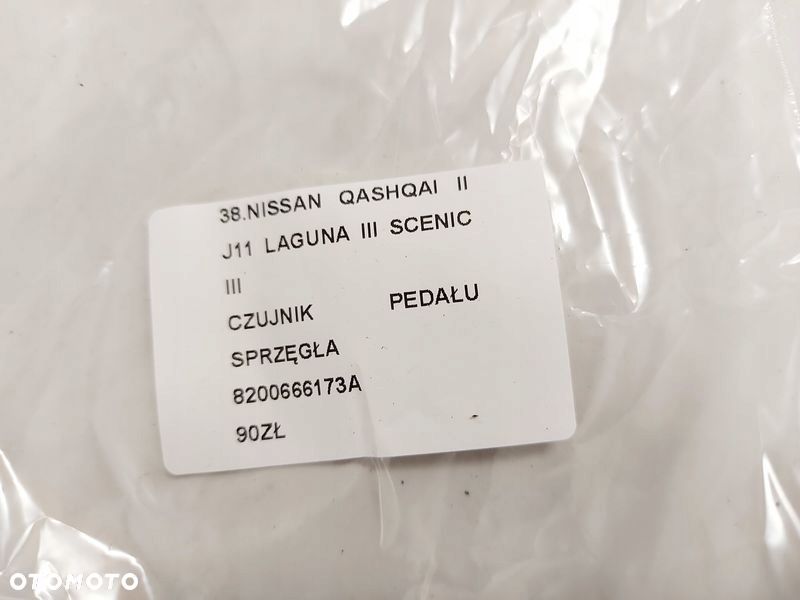 38.NISSAN QASHQAI II
J11 LAGUNA III SCENIC
III
CZUJNIK PEDAŁU
SPRZĘGŁA
8200666173A
90ZŁ
OTOMOTO